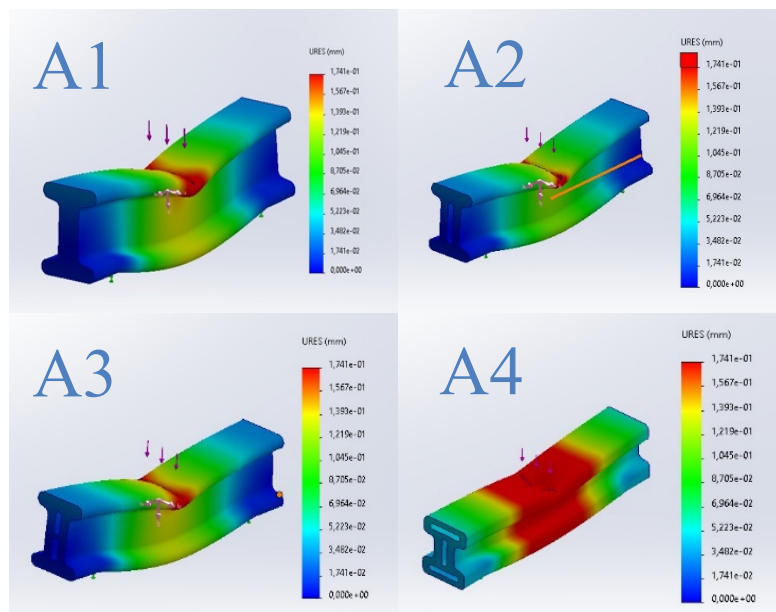 A1
URES (mm)
1,741e-01
1,567e-01
1,393e-01
1,219e-01
1,045e-01
8,705e-02
6,964e-02
5,223e-02
3,482e-02
1,741e-02
0,000e+00
A2
URES (mm)
1,741e-01
1,567e-01
1,393e-01
1,219e-01
1,045e-01
8,705e-02
6,964e-02
5,223e-02
3,482e-02
1,741e-02
0,000e+00
A3
URES (mm)
1,741e-01
1,567e-01
1,393e-01
1,219e-01
1,045e-01
8,705e-02
6,964e-02
5,223e-02
3,482e-02
1,741e-02
0,000e+00
A4
URES (mm)
1,741e-01
1,567e-01
1,393e-01
1,219e-01
1,045e-01
8,705e-02
6,964e-02
5,223e-02
3,482e-02
1,741e-02
0,000e+00